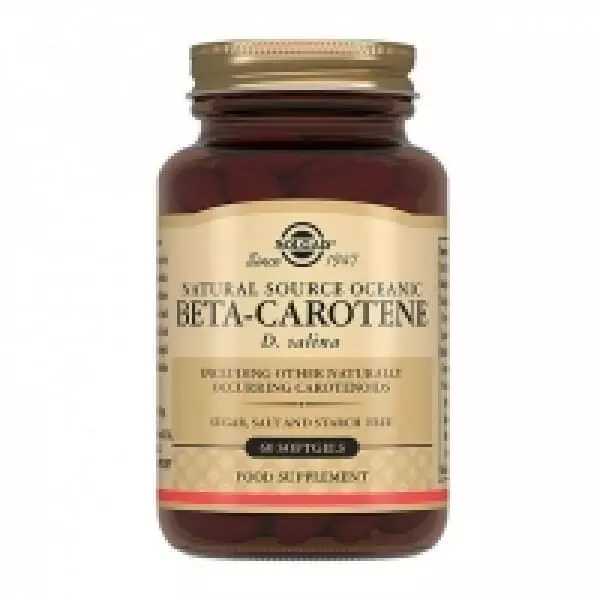 SOLGAR
Since 1947
NATURAL SOURCE OCEANIC
BETA-CAROTENE
D. salina
INCLUDING OTHER NATURALLY
OCCURRING CAROTENOIDS
SUGAR, SALT AND STARCH FREE
60 SOFTGELS
FOOD SUPPLEMENT